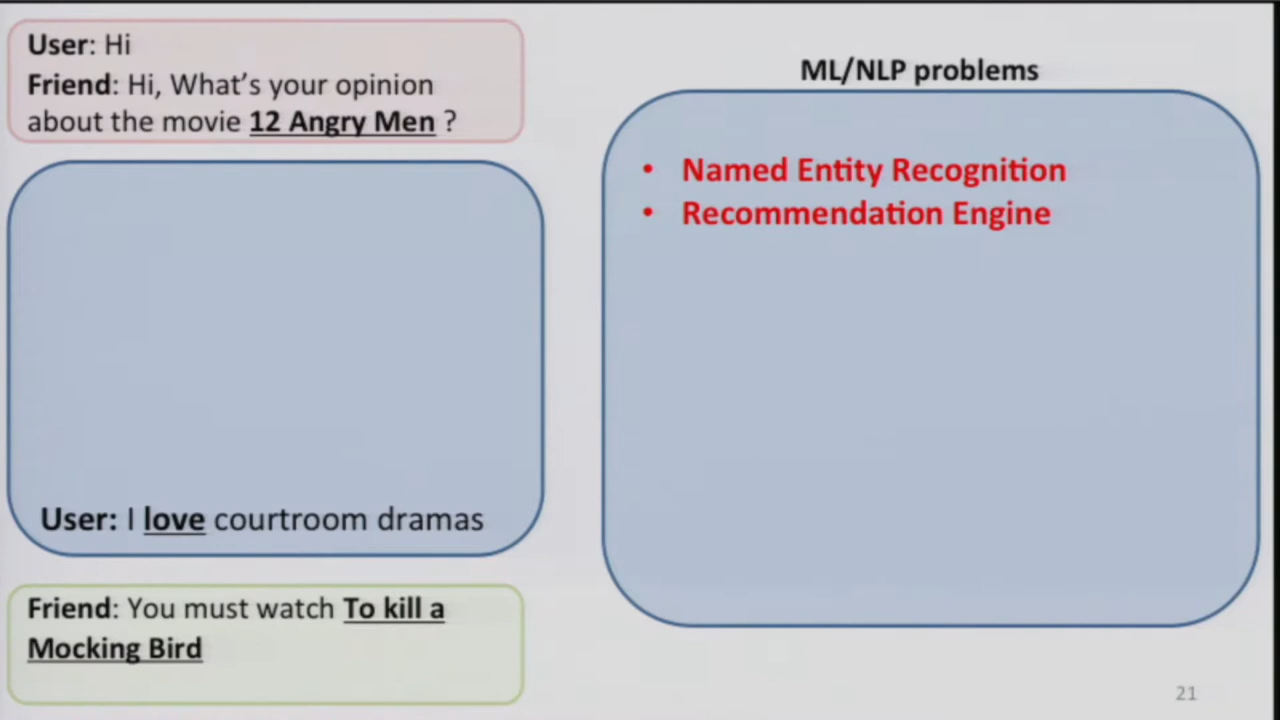 User: Hi
Friend: Hi, What's your opinion
about the movie 12 Angry Men ?
User: I love courtroom dramas
Friend: You must watch To kill a
Mocking Bird
ML/NLP problems
• Named Entity Recognition
• Recommendation Engine
21